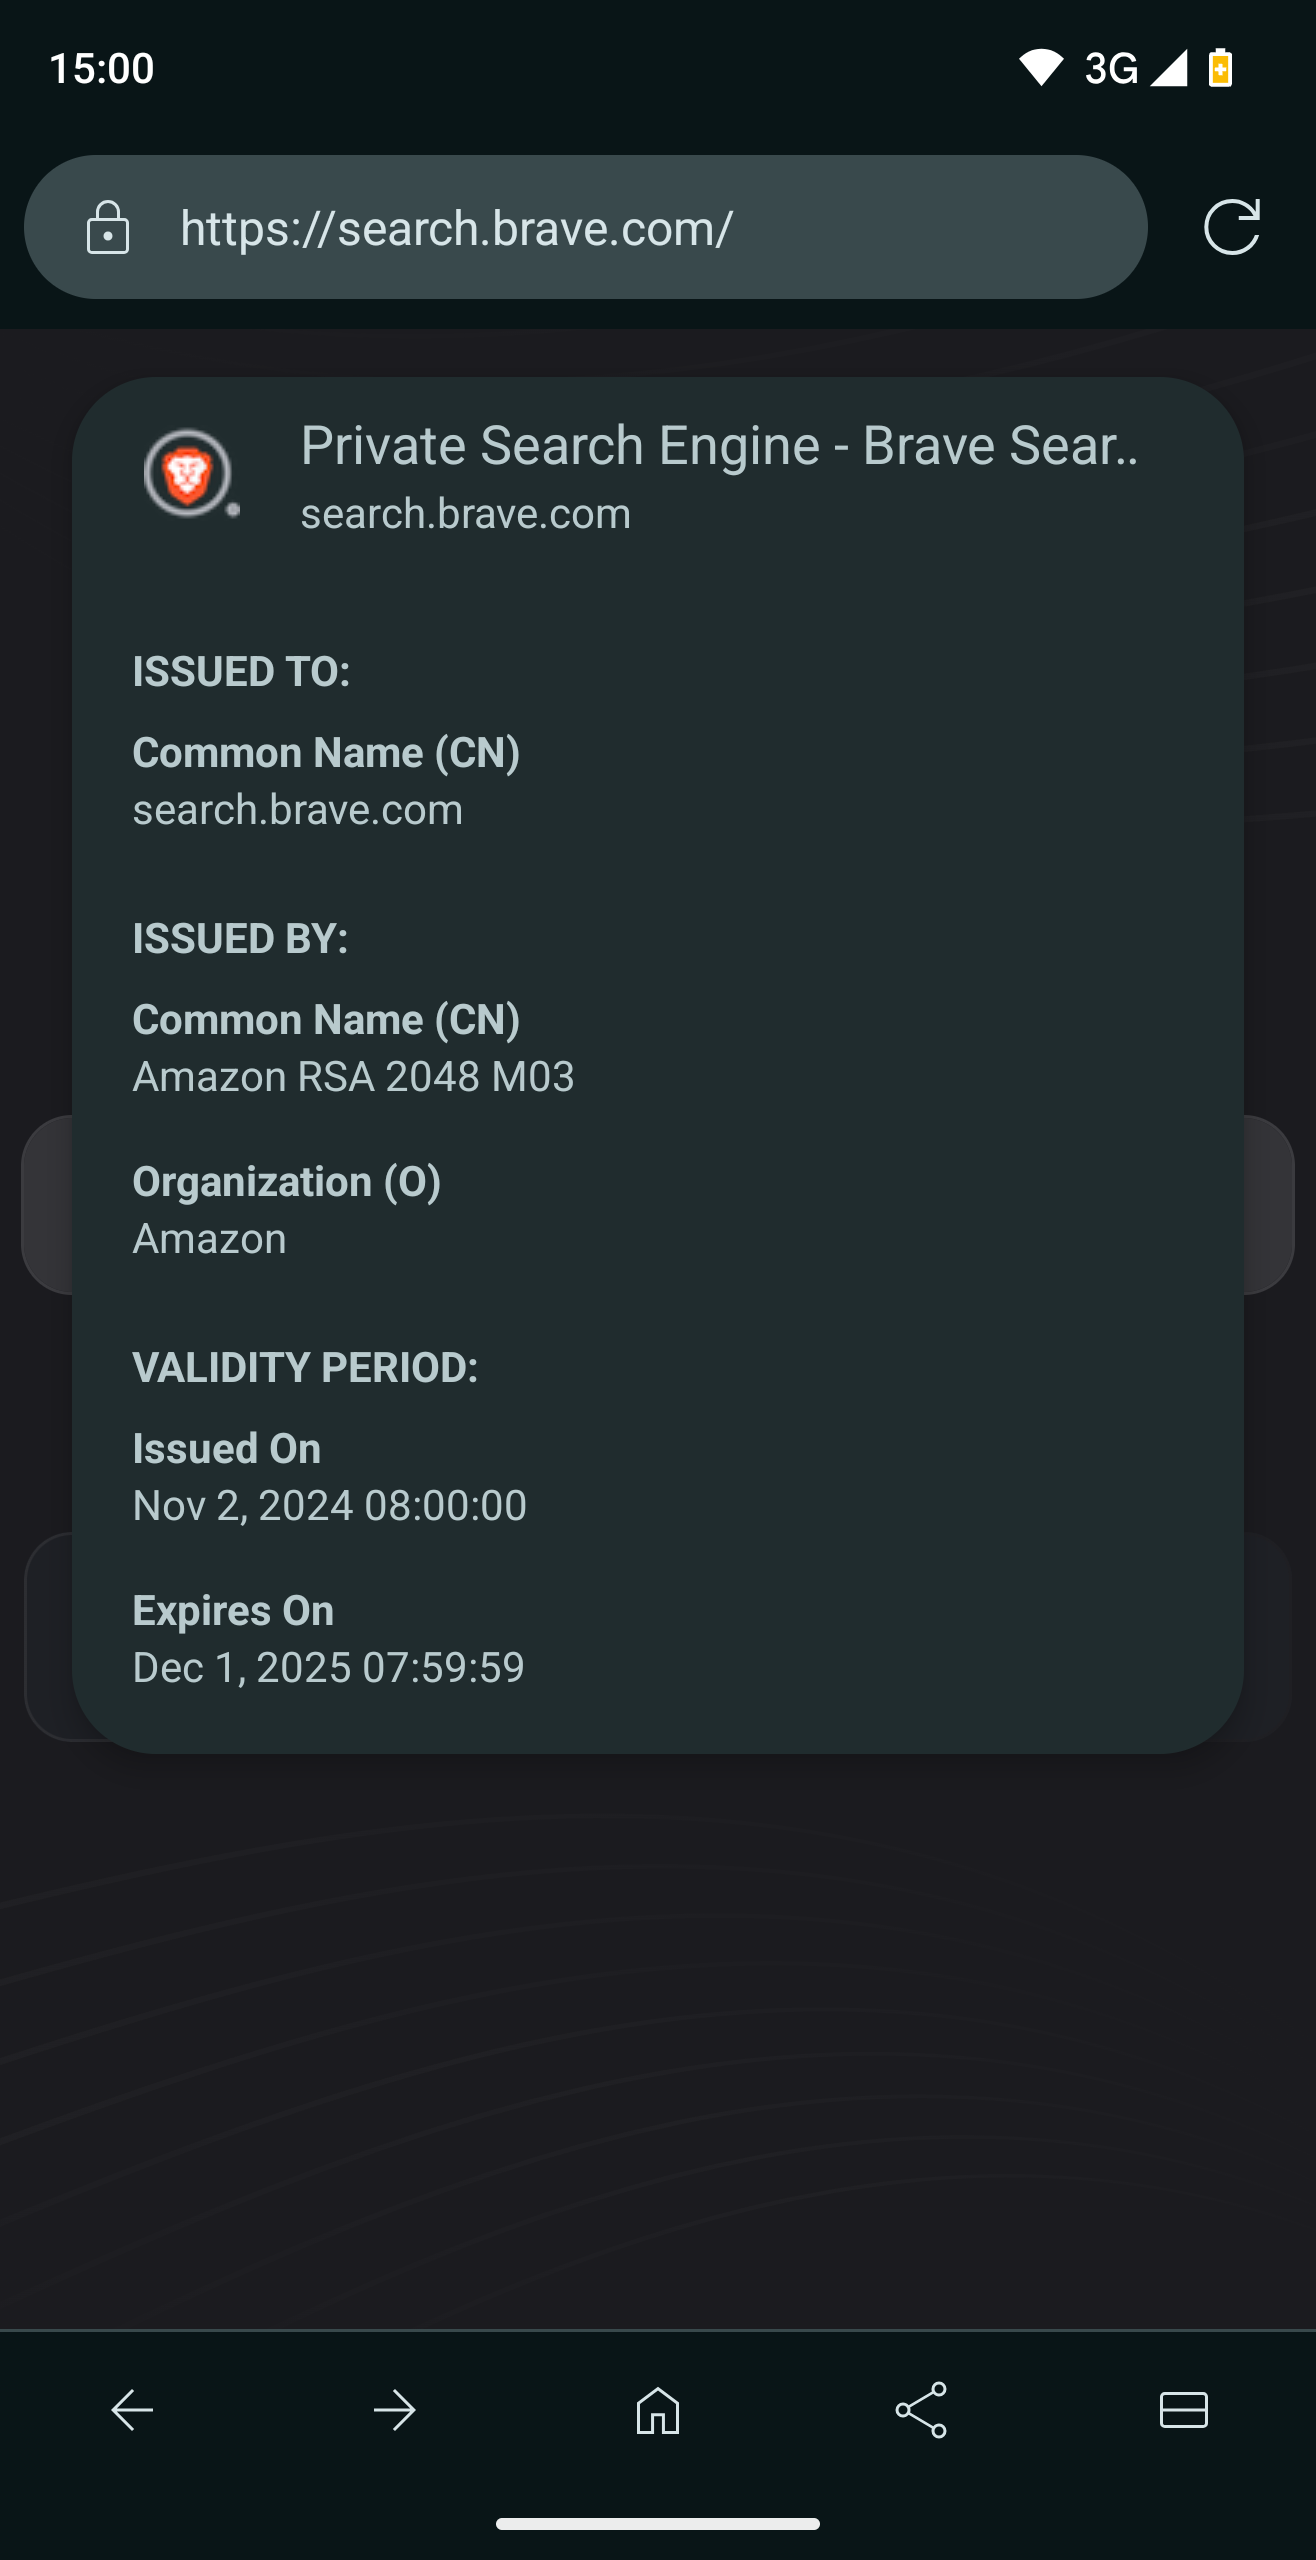 15:00
3G
https://search.brave.com/
Private Search Engine - Brave Sear..
search.brave.com
ISSUED TO:
Common Name (CN)
search.brave.com
ISSUED BY:
Common Name (CN)
Amazon RSA 2048 M03
Organization (O)
Amazon
VALIDITY PERIOD:
Issued On
Nov 2, 2024 08:00:00
Expires On
Dec 1, 2025 07:59:59